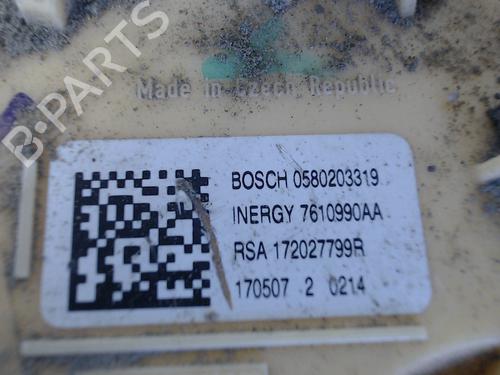 B-PARTS
Made in Czech Republic
BOSCH 0580203319
INERGY 7610990AA
RSA 172027799R
170507 2 0214